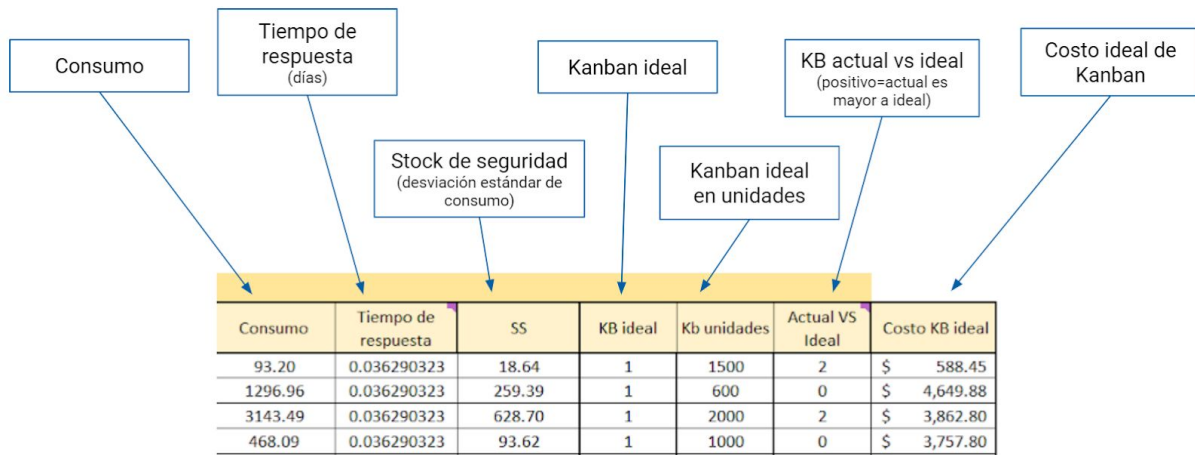 Consumo
Tiempo de
respuesta
(días)
Kanban ideal
KB actual vs ideal
(positivo=actual es
mayor a ideal)
Costo ideal de
Kanban
Stock de seguridad
(desviación estándar de
consumo)
Kanban ideal
en unidades
Consumo Tiempo de respuesta SS KB ideal Kb unidades Actual VS Ideal Costo KB ideal
93.20 0.036290323 18.64 1 1500 2 $ 588.45
1296.96 0.036290323 259.39 1 600 0 $ 4,649.88
3143.49 0.036290323 628.70 1 2000 2 $ 3,862.80
468.09 0.036290323 93.62 1 1000 0 $ 3,757.80